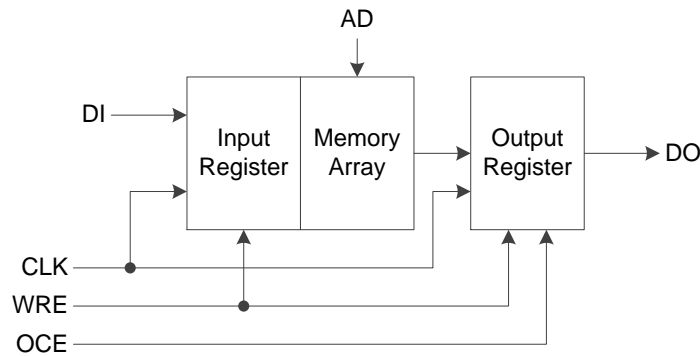 AD
DI
Input
Register
Memory
Array
Output
Register
DO
CLK
WRE
OCE